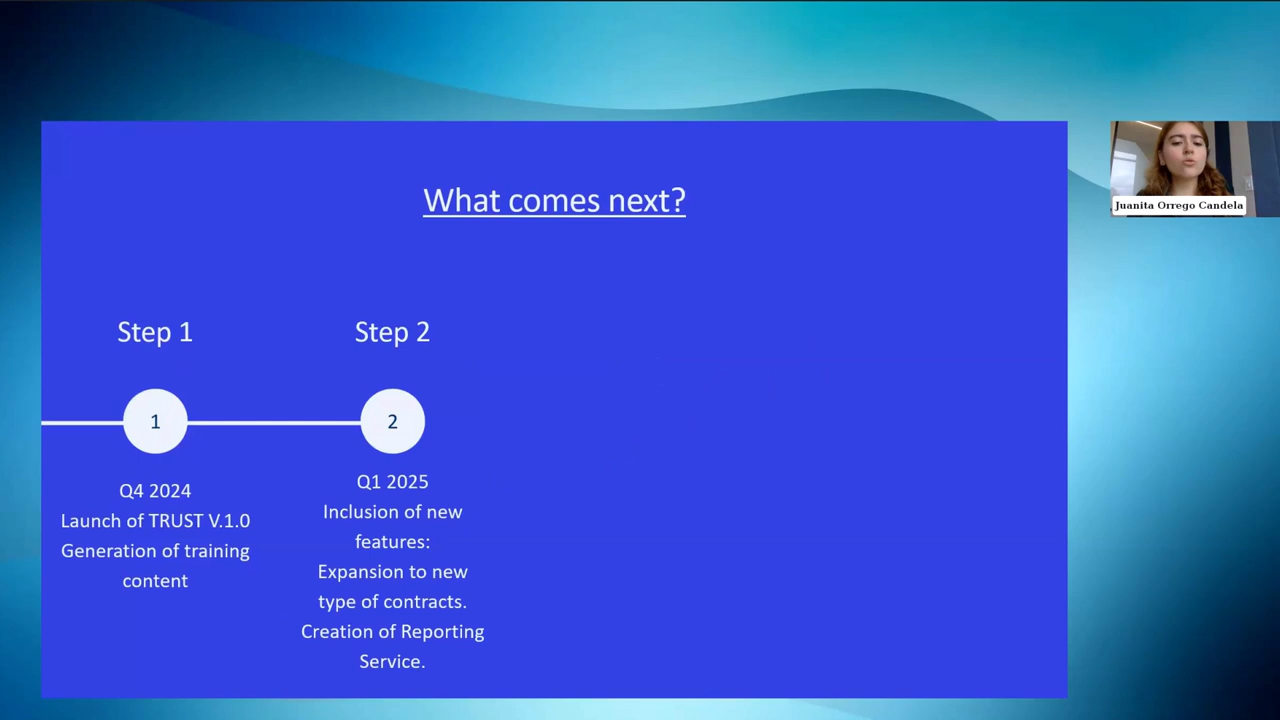 What comes next?
Juanita Orrego Candela
Step 1
Step 2
1
2
Q4 2024
Launch of TRUST V.1.0
Generation of training
content
Q1 2025
Inclusion of new
features:
Expansion to new
type of contracts.
Creation of Reporting
Service.